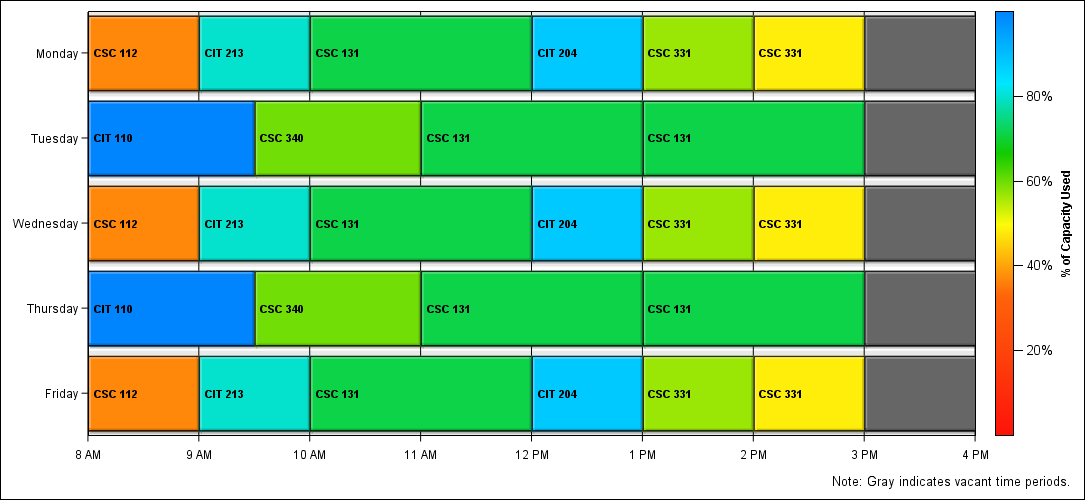 Monday CSC 112 CIT 213 CSC 131 CIT 204 CSC 331 CSC 331
Tuesday CIT 110 CSC 340 CSC 131 CSC 131
Wednesday CSC 112 CIT 213 CSC 131 CIT 204 CSC 331 CSC 331
Thursday CIT 110 CSC 340 CSC 131 CSC 131
Friday CSC 112 CIT 213 CSC 131 CIT 204 CSC 331 CSC 331
8 AM 9 AM 10 AM 11 AM 12 PM 1 PM 2 PM 3 PM 4 PM
80%
60%
40%
20%
% of Capacity Used
Note: Gray indicates vacant time periods.